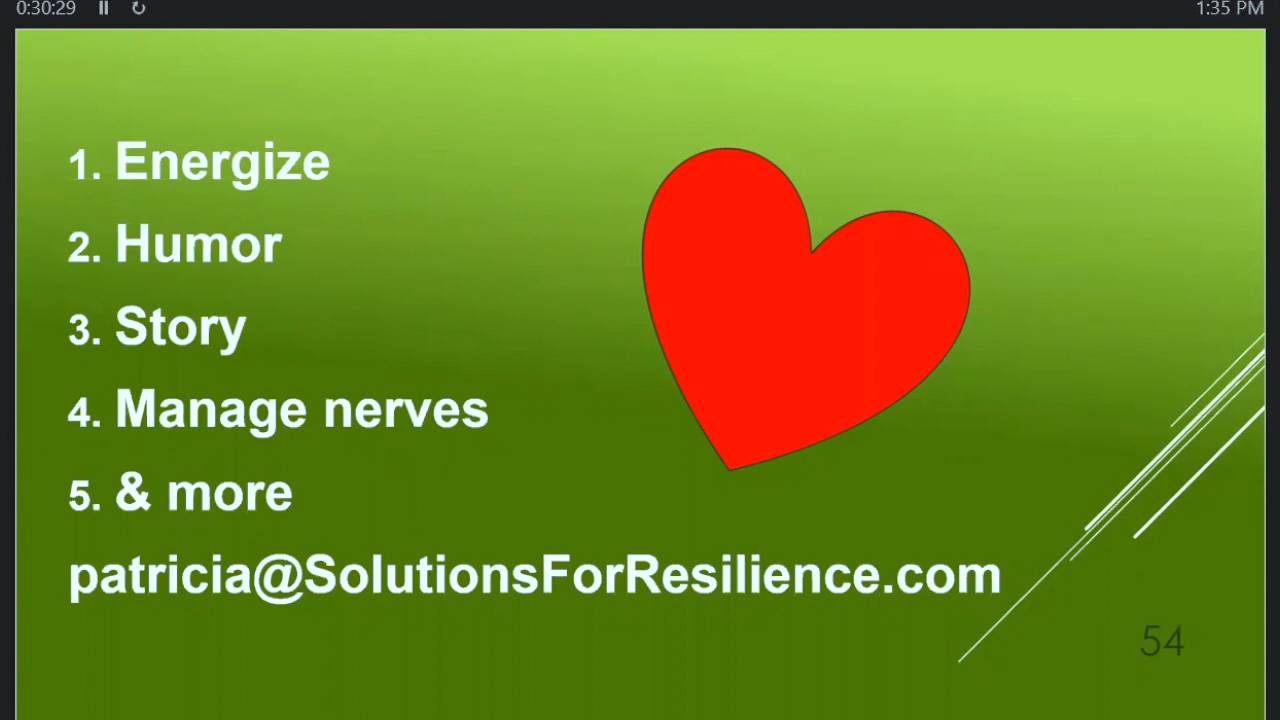 0:30:29
1:35 PM
1. Energize
2. Humor
3. Story
4. Manage nerves
5. & more
patricia@SolutionsForResilience.com
54